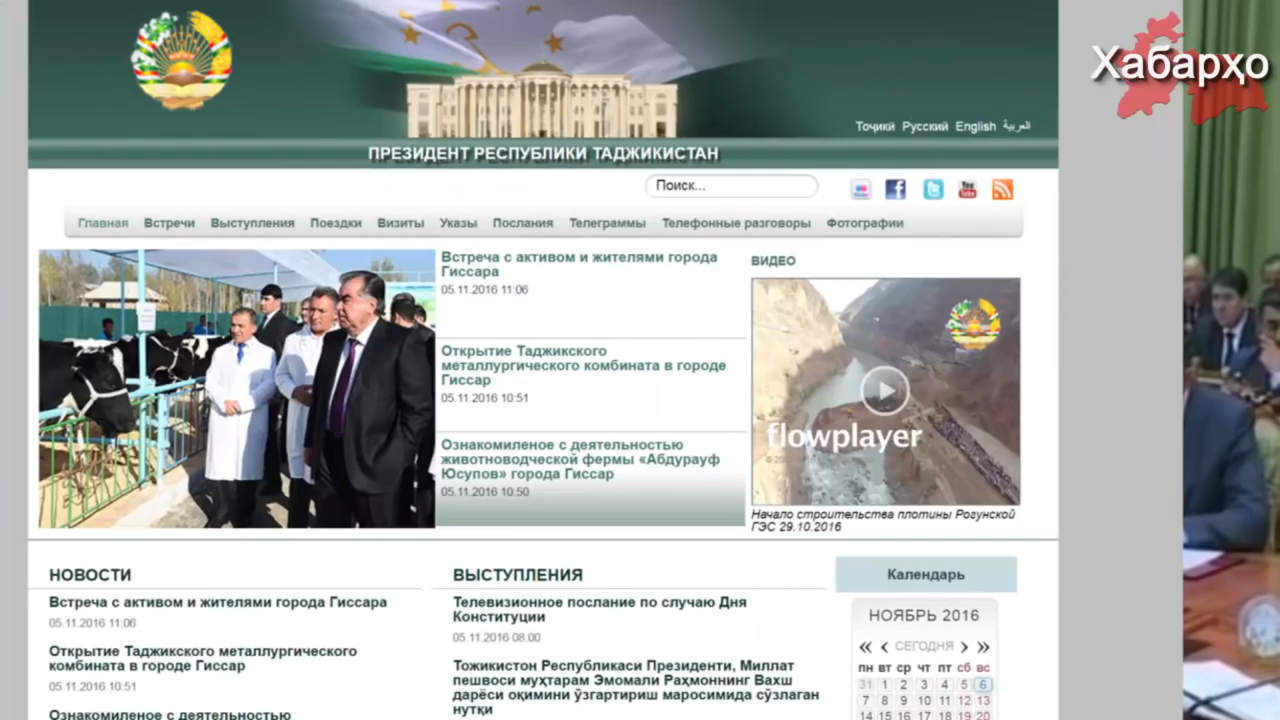 Хабарҳо
Тоҷикӣ Русский English العربية
ПРЕЗИДЕНТ РЕСПУБЛИКИ ТАДЖИКИСТАН
Поиск...
You
Tube
Главная Встречи Выступления Поездки Визиты Указы Послания Телеграммы Телефонные разговоры Фотографии
Встреча с активом и жителями города
Гиссара
05.11.2016 11:06
Открытие Таджикского
металлургического комбината в городе
Гиссар
05.11.2016 10:51
Ознакомиленое с деятельностью
животноводческой фермы «Абдурауф
Юсупов» города Гиссар
05.11.2016 10:50
ВИДЕО
flowplayer
Начало строительства плотины Рогунской
ГЭС 29.10.2016
НОВОСТИ
Встреча с активом и жителями города Гиссара
05.11.2016 11:06
Открытие Таджикского металлургического
комбината в городе Гиссар
05.11.2016 10:51
Ознакомиленое с деятельностью
ВЫСТУПЛЕНИЯ
Телевизионное послание по случаю Дня
Конституции
05.11.2016 08:00
Тожикистон Республикаси Президенти, Миллат
пешвоси муҳтарам Эмомали Раҳмоннинг Вахш
дарёси оқимини ўзгартириш маросимида сўзлаган
нутқи
Календарь
НОЯБРЬ 2016
« ‹ СЕГОДНЯ › »
пн вт ср чт пт сб вс
31 1 2 3 4 5 6
7 8 9 10 11 12 13
14 15 16 17 18 19 20